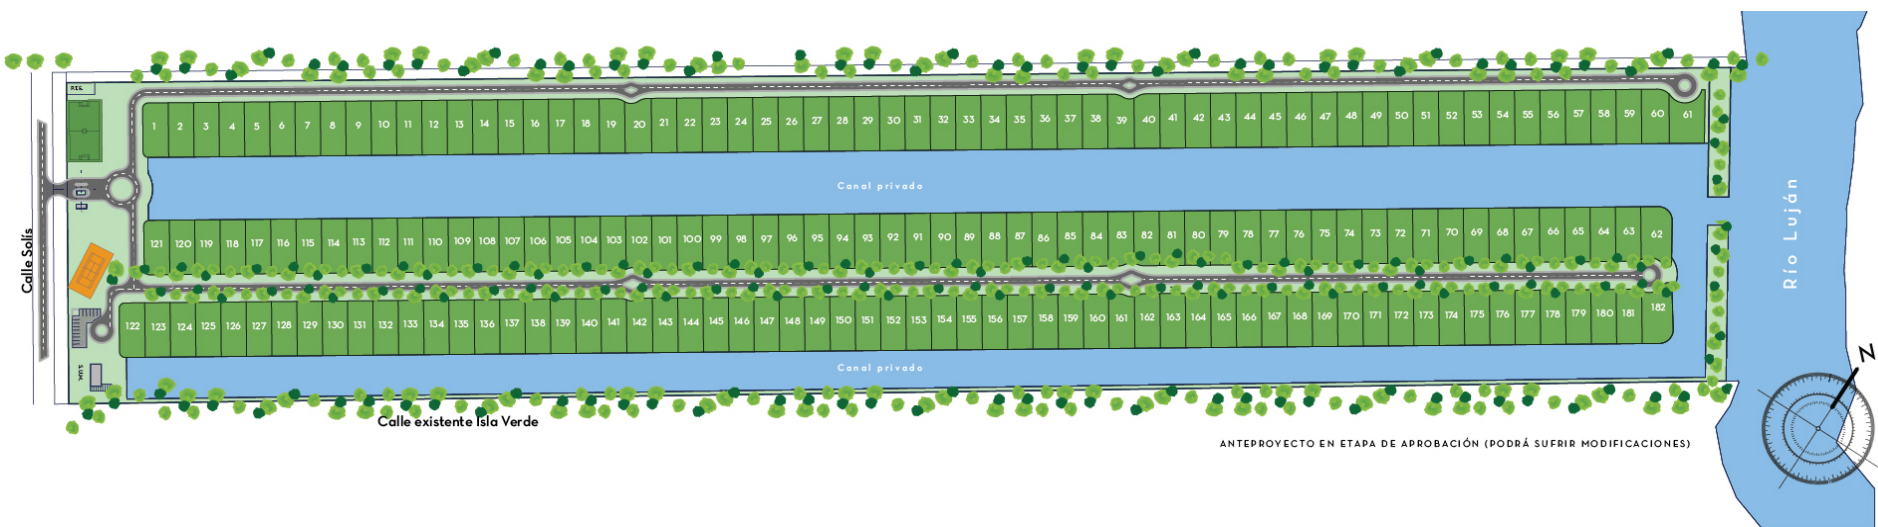 P.T.E.
1 2 3 4 5 6 7 8 9 10 11 12 13 14 15 16 17 18 19 20 21 22 23 24 25 26 27 28 29 30 31 32 33 34 35 36 37 38 39 40 41 42 43 44 45 46 47 48 49 50 51 52 53 54 55 56 57 58 59 60 61
Canal privado
Río Luján
Calle Solís
121 120 119 118 117 116 115 114 113 112 111 110 109 108 107 106 105 104 103 102 101 100 99 98 97 96 95 94 93 92 91 90 89 88 87 86 85 84 83 82 81 80 79 78 77 76 75 74 73 72 71 70 69 68 67 66 65 64 63 62
122 123 124 125 126 127 128 129 130 131 132 133 134 135 136 137 138 139 140 141 142 143 144 145 146 147 148 149 150 151 152 153 154 155 156 157 158 159 160 161 162 163 164 165 166 167 168 169 170 171 172 173 174 175 176 177 178 179 180 181 182
S.U.M.
Canal privado
N
Calle existente Isla Verde
ANTEPROYECTO EN ETAPA DE APROBACIÓN (PODRÁ SUFRIR MODIFICACIONES)